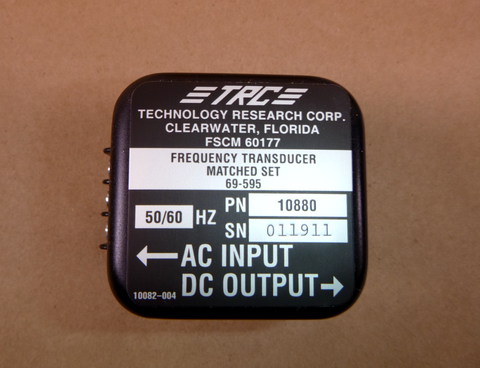 TRC
TECHNOLOGY RESEARCH CORP.
CLEARWATER, FLORIDA
FSCM 60177
FREQUENCY TRANSDUCER
MATCHED SET
69-595
50/60 HZ
PN 10880
SN 011911
←AC INPUT
DC OUTPUT→
10082-004